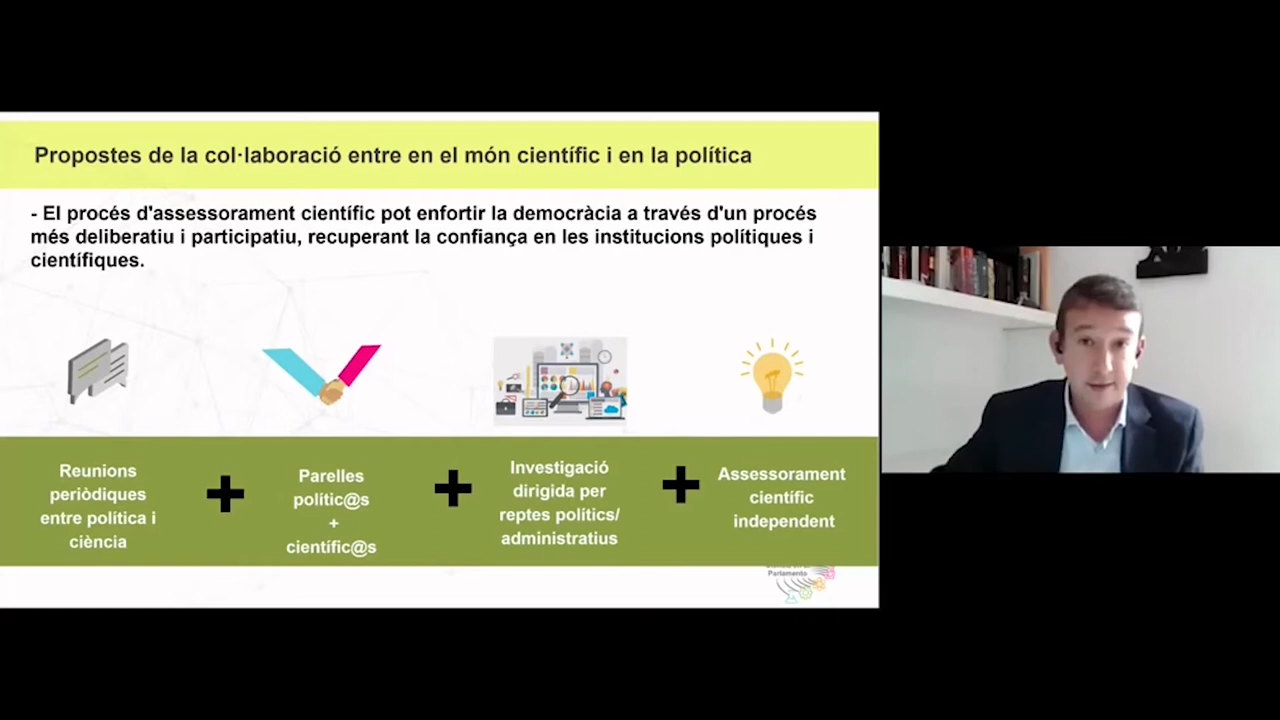 Propostes de la col·laboració entre en el món científic i en la política
- El procés d'assessorament científic pot enfortir la democràcia a través d'un procés
més deliberatiu i participatiu, recuperant la confiança en les institucions polítiques i
científiques.
Reunions
periòdiques
entre política i
ciència
+
Parelles
polític@s
+
científic@s
+
Investigació
dirigida per
reptes polítics/
administratius
+
Assessorament
científic
independent
Parlamento